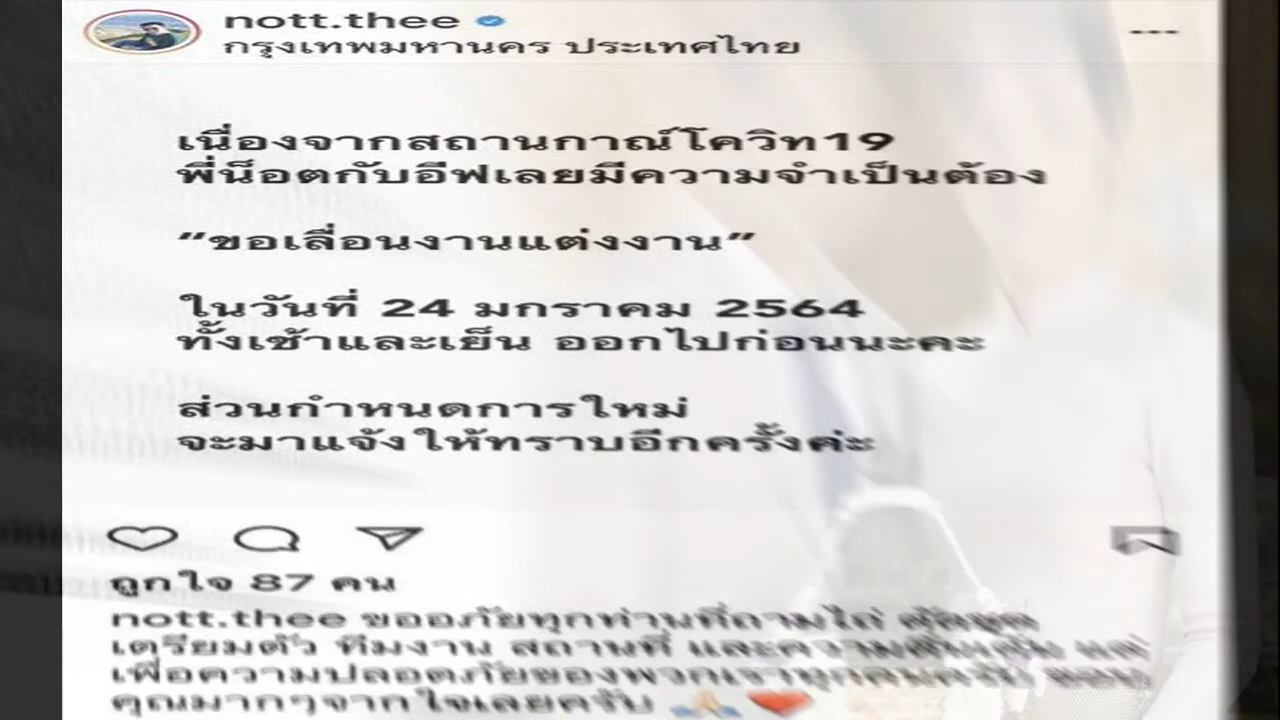 nott.thee
กรุงเทพมหานคร ประเทศไทย
เนื่องจากสถานกาณ์โควิท19
พี่น็อตกับอีฟเลยมีความจำเป็นต้อง
"ขอเลื่อนงานแต่งงาน"
ในวันที่ 24 มกราคม 2564
ทั้งเช้าและเย็น ออกไปก่อนนะคะ
ส่วนกำหนดการใหม่
จะมาแจ้งให้ทราบอีกครั้งค่ะ
ถูกใจ 87 คน
nott.thee ขออภัยทุกท่านที่ถามไถ่
เตรียมตัว ทีมงาน สถานที่ และความ
เพื่อความปลอดภัยของพวกเราทุกคนครับ
คุณมากๆจากใจเลยครับ 🙏🏻 ❤️